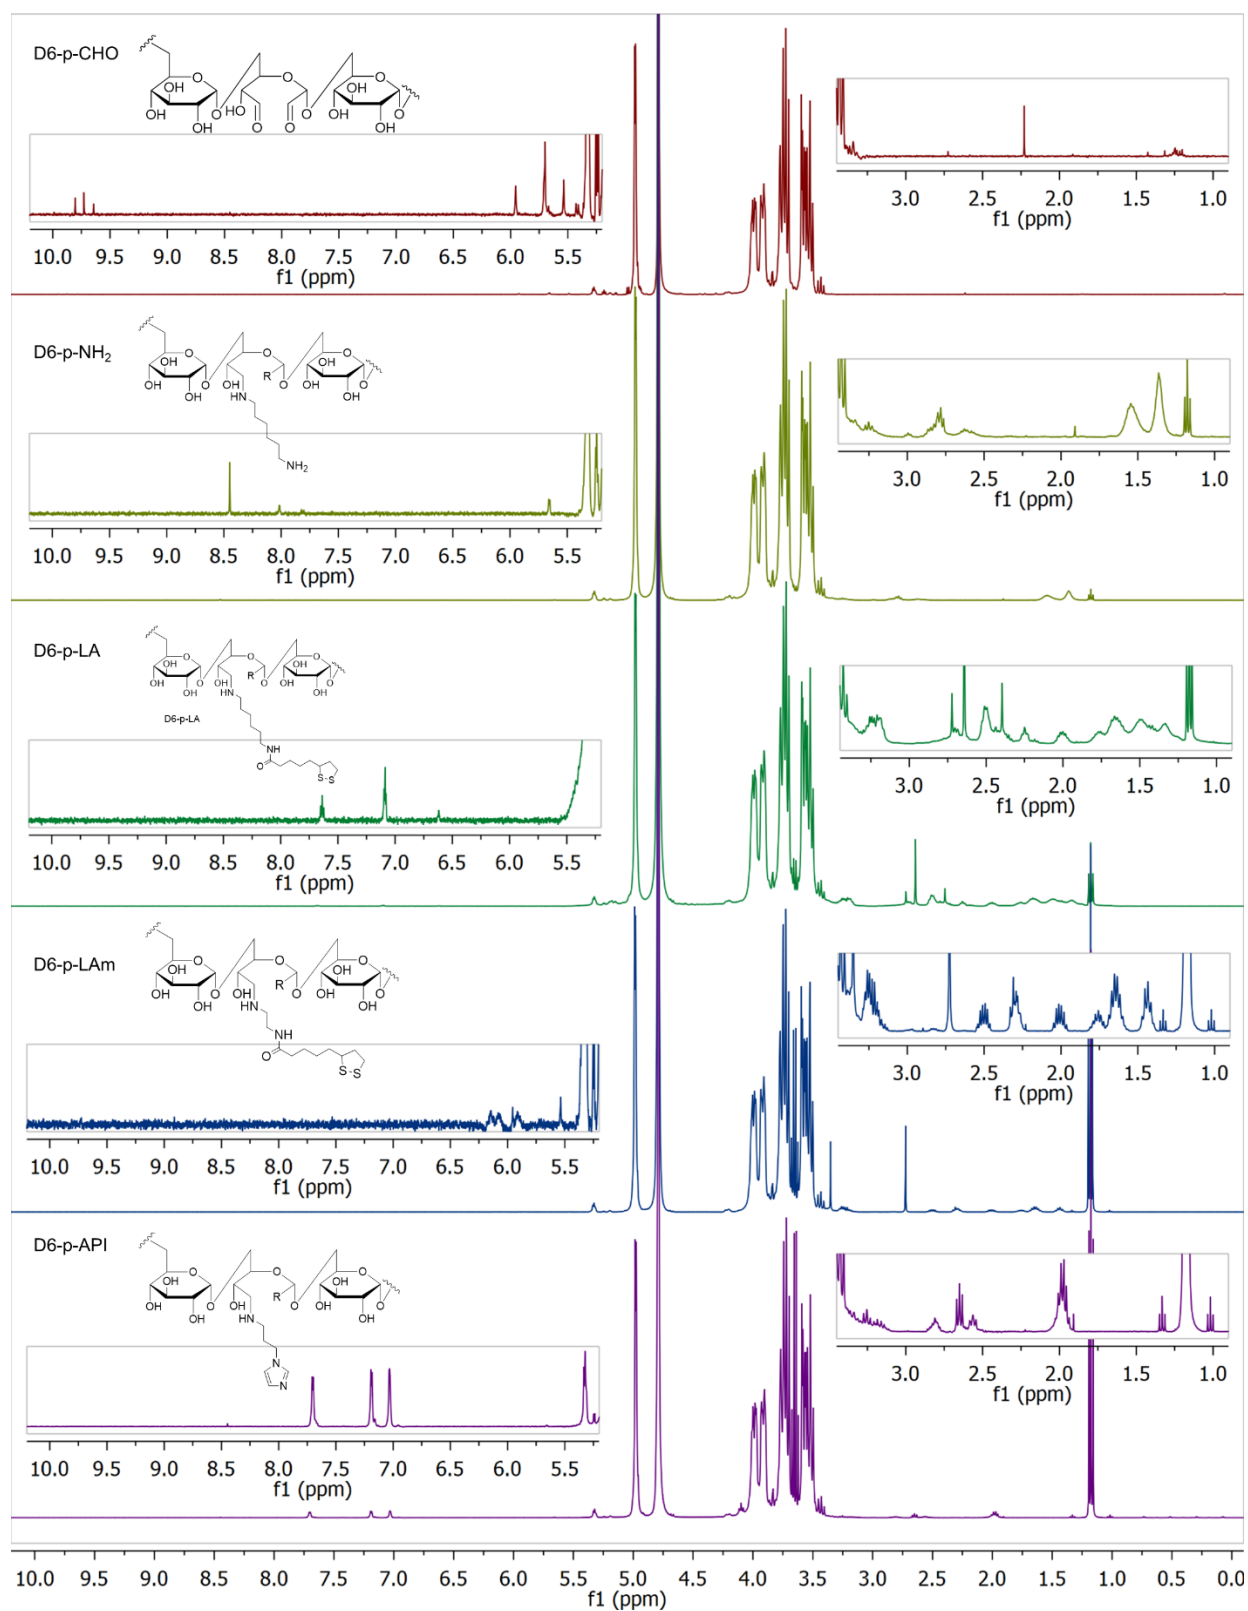 D6-p-CHO
O
OH
HO
OH
O
HO
O
O
O
O
O
OH
HO
OH
O
10.0 9.5 9.0 8.5 8.0 7.5 7.0 6.5 6.0 5.5
f1 (ppm)
3.0 2.5 2.0 1.5 1.0
f1 (ppm)
D6-p-NH2
O
OH
HO
OH
O
OH
O
R
O
O
OH
HO
OH
O
HN
NH2
10.0 9.5 9.0 8.5 8.0 7.5 7.0 6.5 6.0 5.5
f1 (ppm)
3.0 2.5 2.0 1.5 1.0
f1 (ppm)
D6-p-LA
O
OH
HO
OH
O
OH
O
R
O
O
OH
HO
OH
O
HN
D6-p-LA
NH
O
S-S
10.0 9.5 9.0 8.5 8.0 7.5 7.0 6.5 6.0 5.5
f1 (ppm)
3.0 2.5 2.0 1.5 1.0
f1 (ppm)
D6-p-LAm
O
OH
HO
OH
O
OH
O
R
O
O
OH
HO
OH
O
HN
NH
O
S-S
10.0 9.5 9.0 8.5 8.0 7.5 7.0 6.5 6.0 5.5
f1 (ppm)
3.0 2.5 2.0 1.5 1.0
f1 (ppm)
D6-p-API
O
OH
HO
OH
O
OH
O
R
O
O
OH
HO
OH
O
HN
N
N
10.0 9.5 9.0 8.5 8.0 7.5 7.0 6.5 6.0 5.5
f1 (ppm)
3.0 2.5 2.0 1.5 1.0
f1 (ppm)
10.0 9.5 9.0 8.5 8.0 7.5 7.0 6.5 6.0 5.5 5.0 4.5 4.0 3.5 3.0 2.5 2.0 1.5 1.0 0.5 0.0
f1 (ppm)